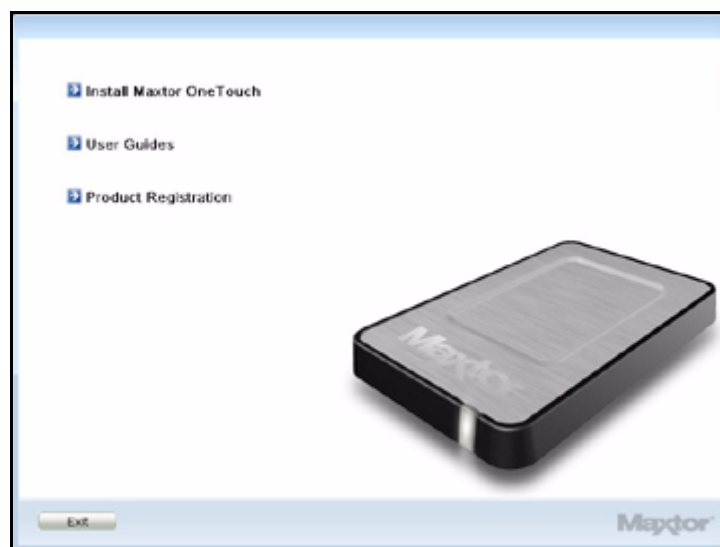 Install Maxtor OneTouch
User Guides
Product Registration
Maxtor
Exit
Maxtor